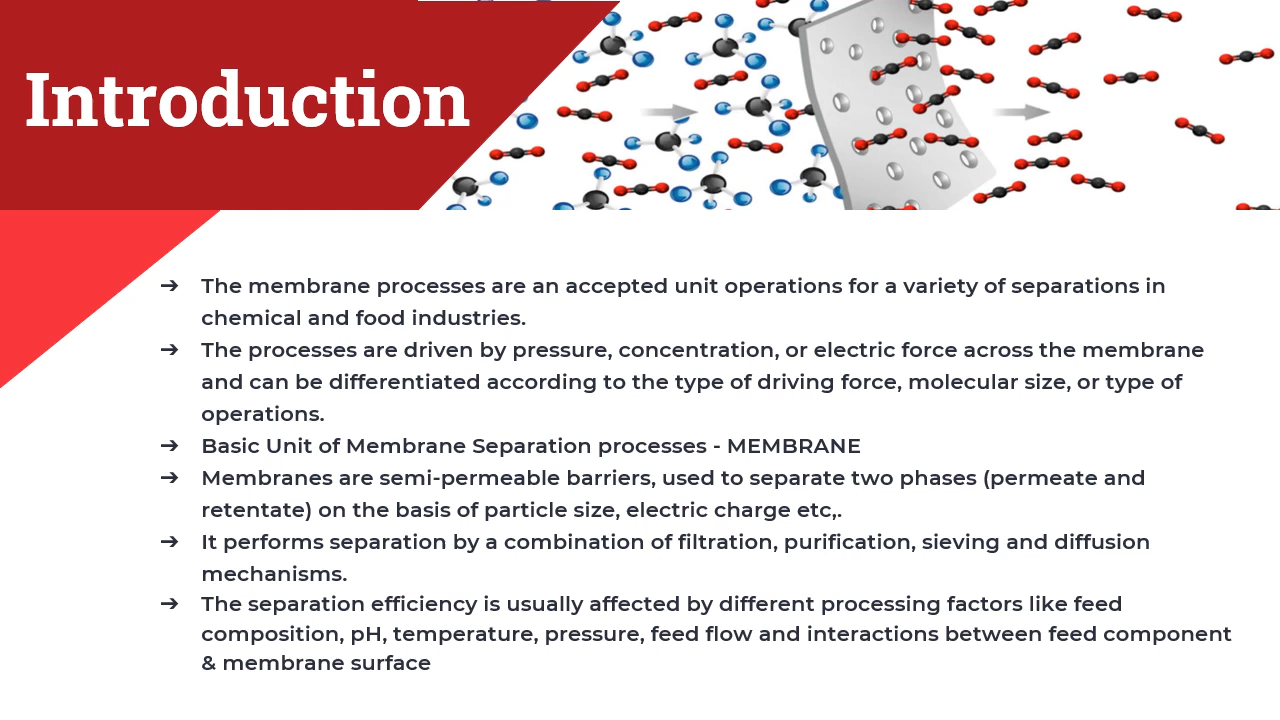 Introduction
➔ The membrane processes are an accepted unit operations for a variety of separations in
chemical and food industries.
➔ The processes are driven by pressure, concentration, or electric force across the membrane
and can be differentiated according to the type of driving force, molecular size, or type of
operations.
➔ Basic Unit of Membrane Separation processes - MEMBRANE
➔ Membranes are semi-permeable barriers, used to separate two phases (permeate and
retentate) on the basis of particle size, electric charge etc,.
➔ It performs separation by a combination of filtration, purification, sieving and diffusion
mechanisms.
➔ The separation efficiency is usually affected by different processing factors like feed
composition, pH, temperature, pressure, feed flow and interactions between feed component
& membrane surface